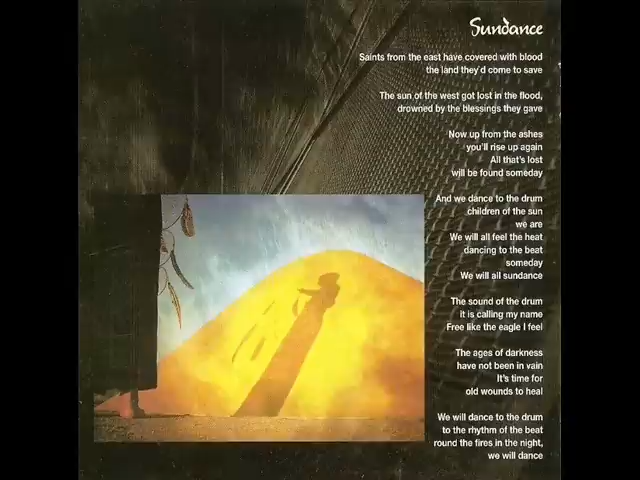 Sundance
Saints from the east have covered with blood
the land they'd come to save
The sun of the west got lost in the flood,
drowned by the blessings they gave
Now up from the ashes
you'll rise up again
All that's lost
will be found someday
And we dance to the drum
children of the sun
we are
We will all feel the heat
dancing to the beat
someday
We will all sundance
The sound of the drum
it is calling my name
Free like the eagle I feel
The ages of darkness
have not been in vain
It's time for
old wounds to heal
We will dance to the drum
to the rhythm of the beat
round the fires in the night,
we will dance